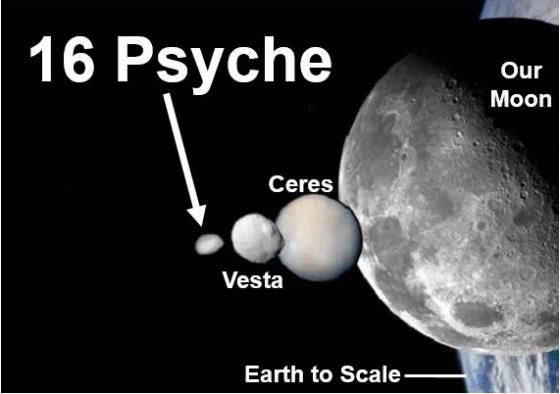 16 Psyche
Our
Moon
Ceres
Vesta
Earth to Scale